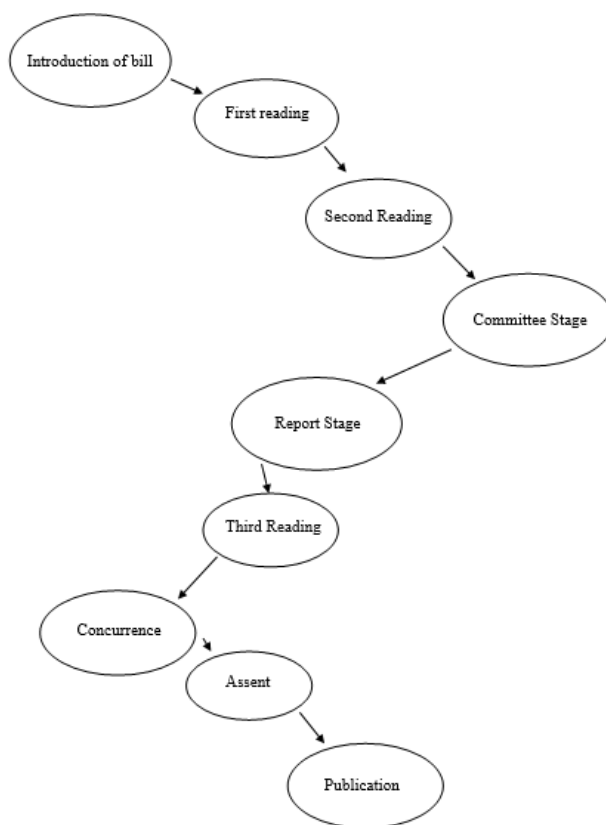 Introduction of bill
First reading
Second Reading
Committee Stage
Report Stage
Third Reading
Concurrence
Assent
Publication